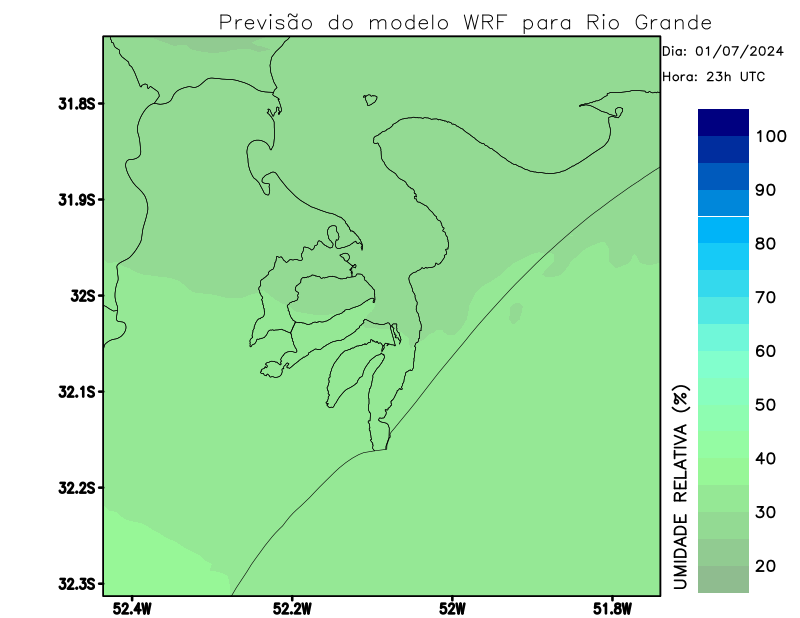 Previsão do modelo WRF para Rio Grande
Dia: 01/07/2024
Hora: 23h UTC
31.8S
31.9S
32S
32.1S
32.2S
32.3S
52.4W
52.2W
52W
51.8W
100
90
80
70
60
50
40
30
20
UMIDADE RELATIVA (%)